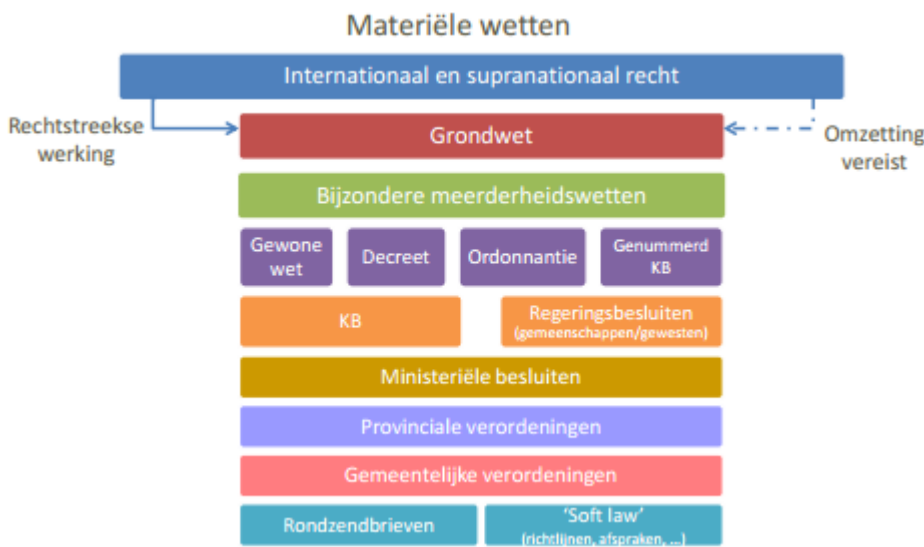 Materiële wetten
Internationaal en supranationaal recht
Rechtstreekse
werking
Grondwet
Omzetting
vereist
Bijzondere meerderheidswetten
Gewone
wet
Decreet
Ordonnantie
Genummerd
KB
KB
Regeringsbesluiten
(gemeenschappen/gewesten)
Ministeriële besluiten
Provinciale verordeningen
Gemeentelijke verordeningen
Rondzendbrieven
'Soft law'
(richtlijnen, afspraken, ...)